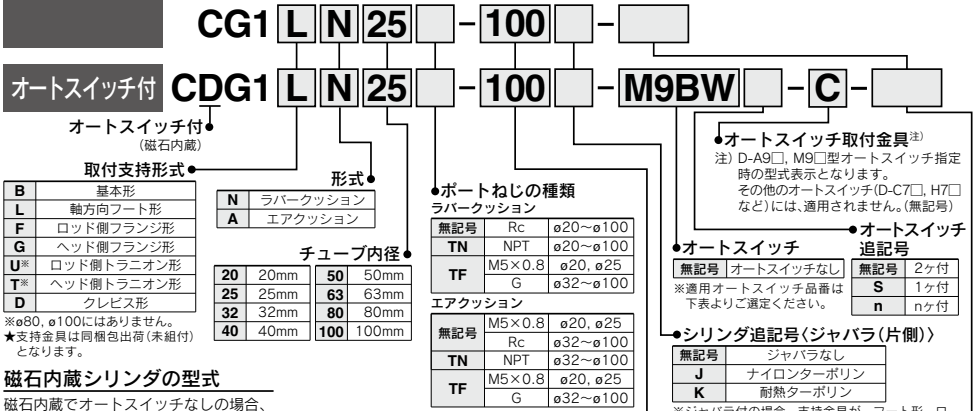 CG1 L N 25 - 100 -
オートスイッチ付 CDG1 L N 25 - 100 - M9BW - C -
オートスイッチ付
(磁石内蔵)
取付支持形式
B 基本形
L 軸方向フート形
F ロッド側フランジ形
G ヘッド側フランジ形
U※ ロッド側トラニオン形
T※ ヘッド側トラニオン形
D クレビス形
※ø80, ø100にはありません。
★支持金具は同梱包出荷(未組付)
となります。
磁石内蔵シリンダの型式
磁石内蔵でオートスイッチなしの場合、
形式
N ラバークッション
A エアクッション
チューブ内径
20 20mm 50 50mm
25 25mm 63 63mm
32 32mm 80 80mm
40 40mm 100 100mm
ポートねじの種類
ラバークッション
無記号 Rc ø20～ø100
TN NPT ø20～ø100
TF M5×0.8 ø20, ø25
G ø32～ø100
エアクッション
無記号 M5×0.8 ø20, ø25
Rc ø32～ø100
TN NPT ø32～ø100
TF M5×0.8 ø20, ø25
G ø32～ø100
オートスイッチ取付金具注)
注) D-A9□, M9□型オートスイッチ指定
時の型式表示となります。
その他のオートスイッチ(D-C7□, H7□
など)には、適用されません。(無記号)
オートスイッチ
無記号 オートスイッチなし
※適用オートスイッチ品番は
下表よりご選定ください。
オートスイッチ
追記号
無記号 2ヶ付
S 1ヶ付
n nヶ付
シリンダ追記号〈ジャバラ(片側)〉
無記号 ジャバラなし
J ナイロンターポリン
K 耐熱ターポリン